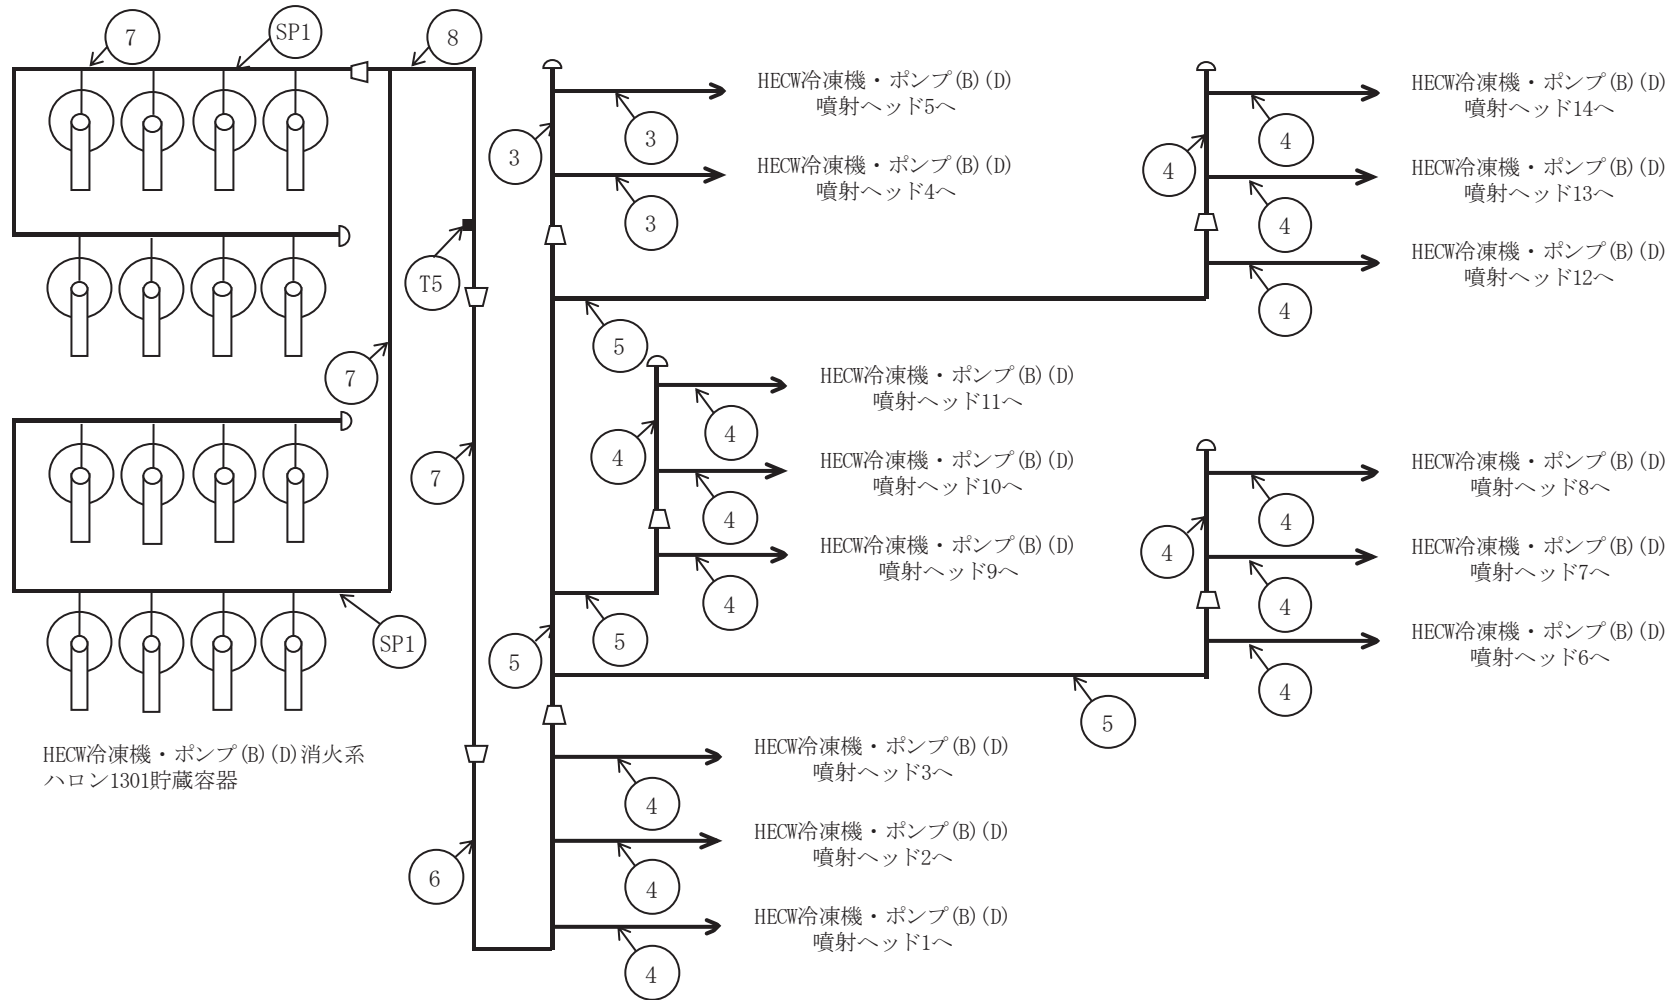 7
SP1
8
3
3
3
T5
7
7
SP1
HECW冷凍機・ポンプ(B)(D)消火系
ハロン1301貯蔵容器
6
HECW冷凍機・ポンプ(B)(D)
噴射ヘッド5へ
HECW冷凍機・ポンプ(B)(D)
噴射ヘッド4へ
5
4
4
4
4
HECW冷凍機・ポンプ(B)(D)
噴射ヘッド14へ
HECW冷凍機・ポンプ(B)(D)
噴射ヘッド13へ
HECW冷凍機・ポンプ(B)(D)
噴射ヘッド12へ
4
4
4
4
HECW冷凍機・ポンプ(B)(D)
噴射ヘッド11へ
HECW冷凍機・ポンプ(B)(D)
噴射ヘッド10へ
HECW冷凍機・ポンプ(B)(D)
噴射ヘッド9へ
5
5
4
4
4
4
HECW冷凍機・ポンプ(B)(D)
噴射ヘッド8へ
HECW冷凍機・ポンプ(B)(D)
噴射ヘッド7へ
HECW冷凍機・ポンプ(B)(D)
噴射ヘッド6へ
5
4
4
4
HECW冷凍機・ポンプ(B)(D)
噴射ヘッド3へ
HECW冷凍機・ポンプ(B)(D)
噴射ヘッド2へ
HECW冷凍機・ポンプ(B)(D)
噴射ヘッド1へ